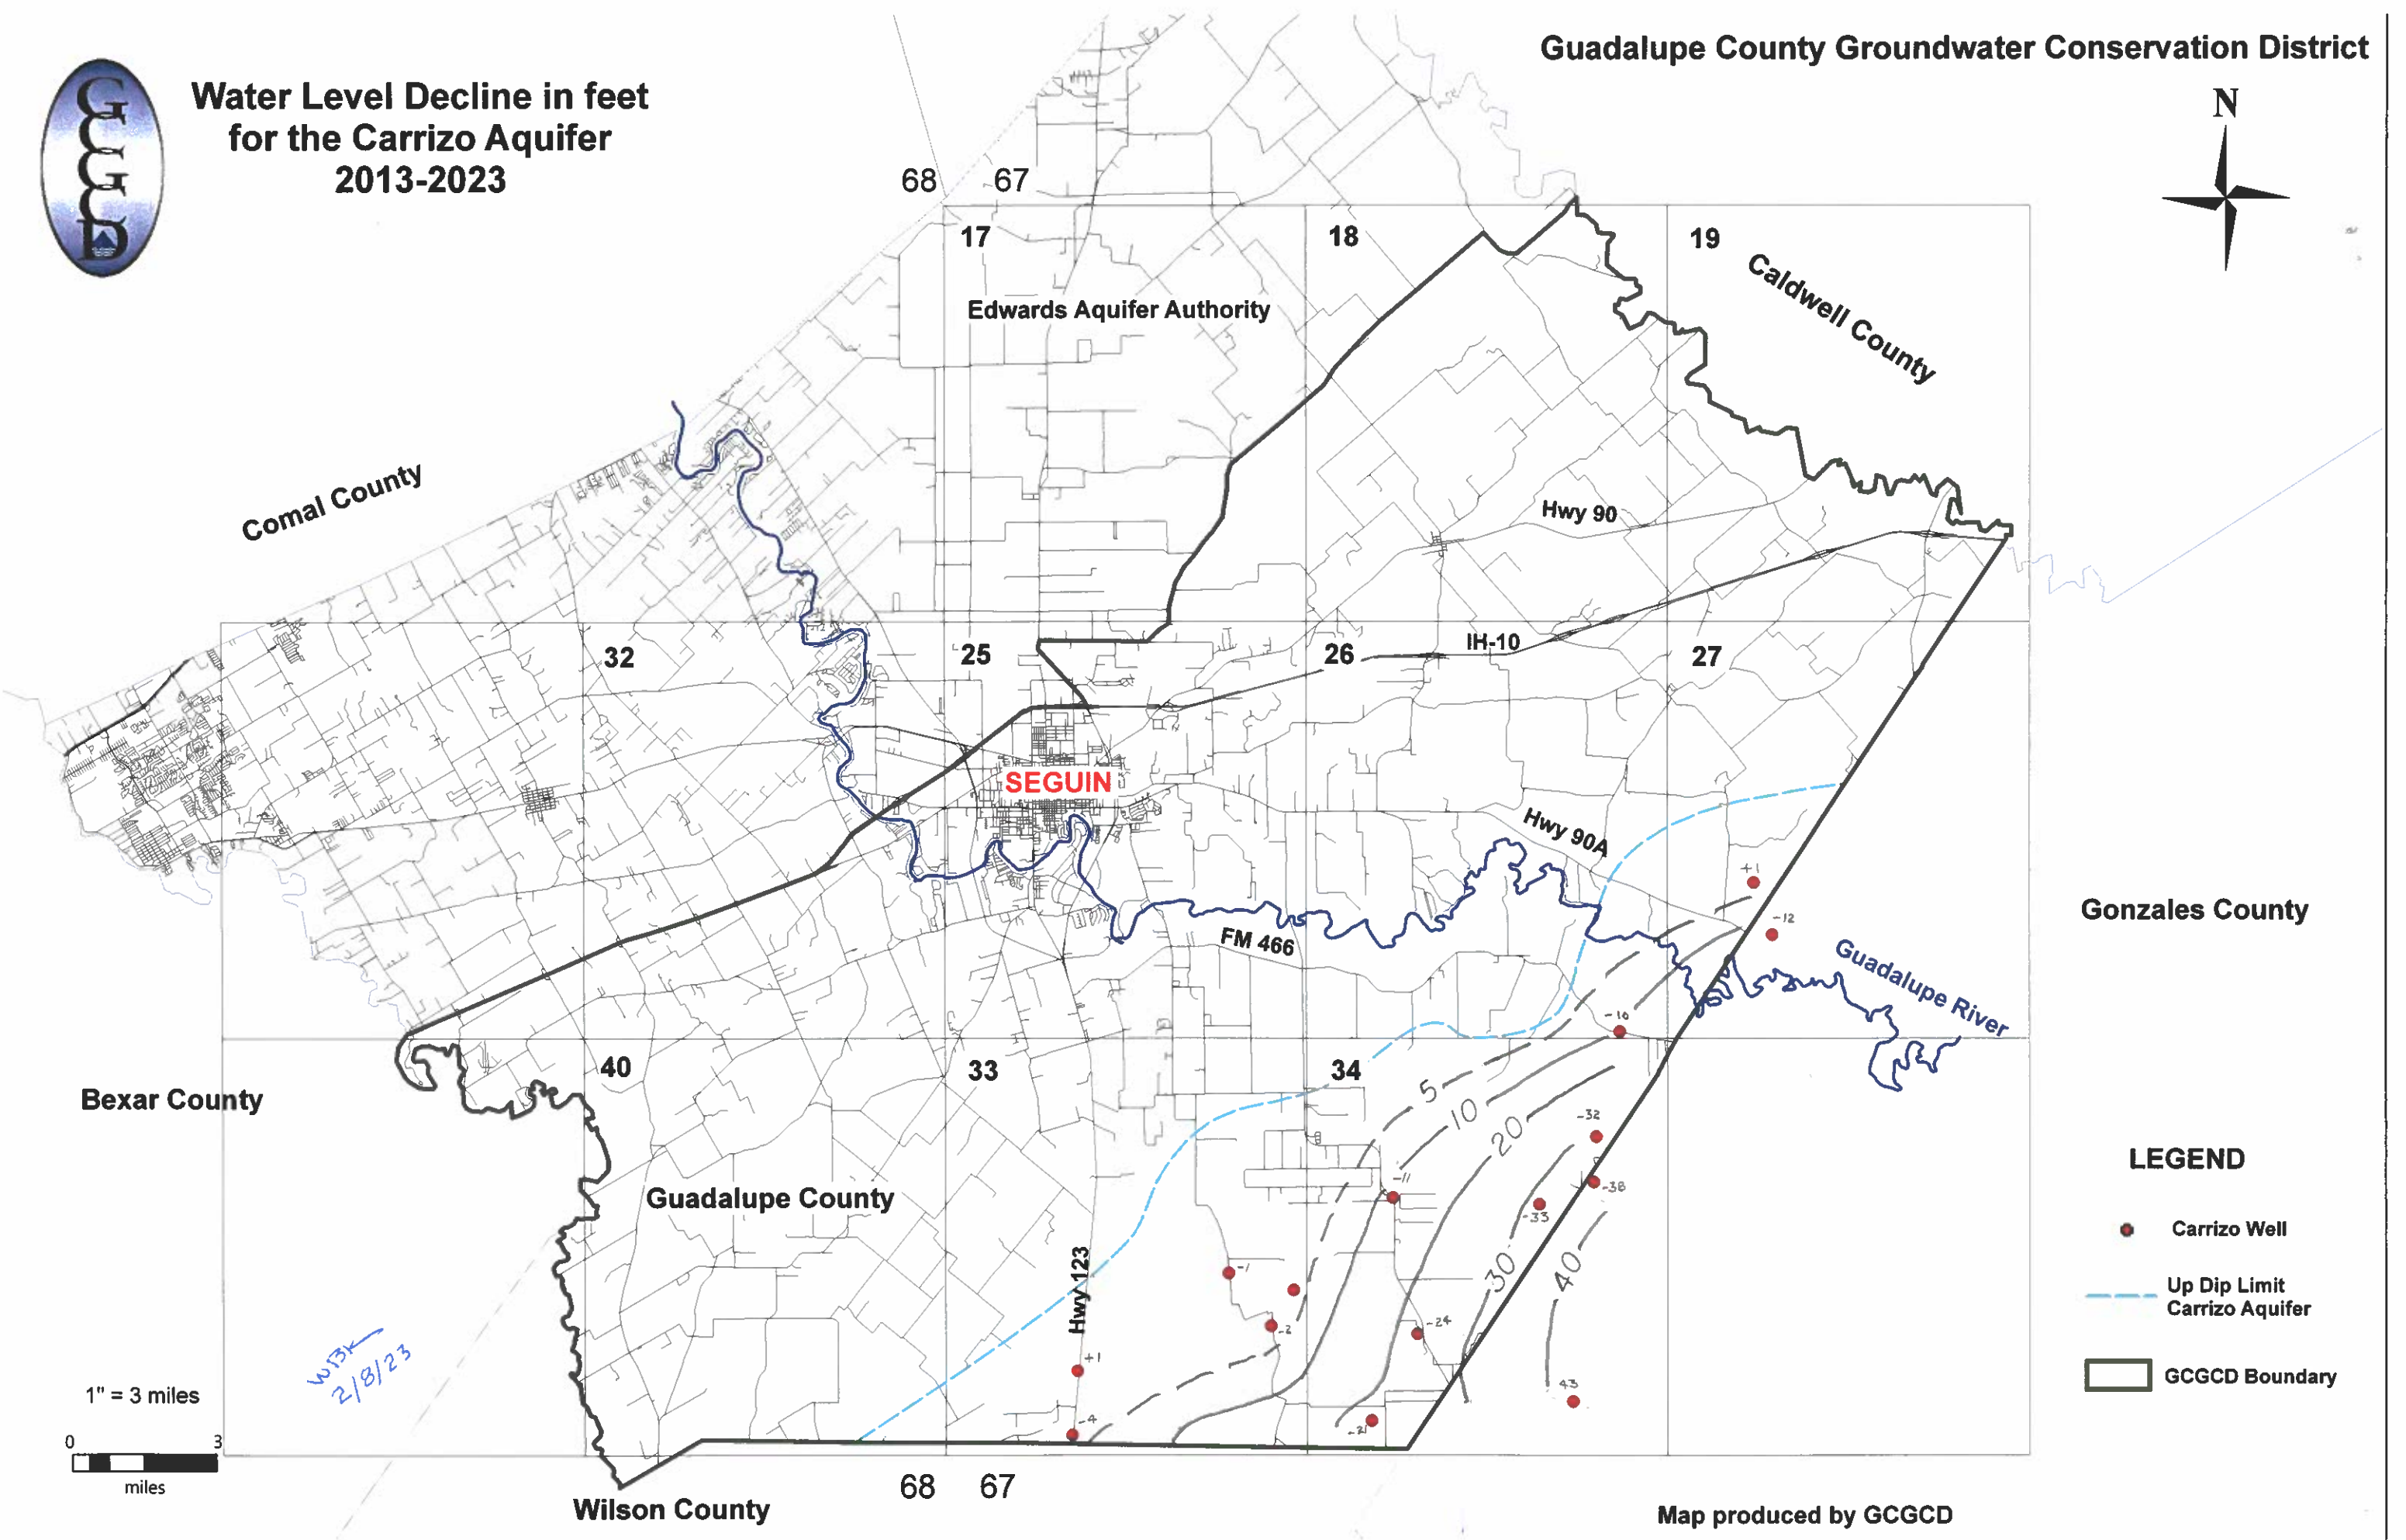 GCGCD
Water Level Decline in feet
for the Carrizo Aquifer
2013-2023
Guadalupe County Groundwater Conservation District
N
68 67
17
18
19
Caldwell County
Edwards Aquifer Authority
Comal County
Hwy 90
IH-10
32
25
26
27
SEGUIN
Hwy 90A
+1
-12
Gonzales County
FM 466
Guadalupe River
-10
40
33
34
Bexar County
5
10
20
-32
-38
-33
-11
Guadalupe County
Hwy 123
30
40
-1
-2
-24
+1
-4
-21
43
LEGEND
Carrizo Well
Up Dip Limit
Carrizo Aquifer
GCGCD Boundary
WBK
2/8/23
1" = 3 miles
0 3
miles
68 67
Wilson County
Map produced by GCGCD